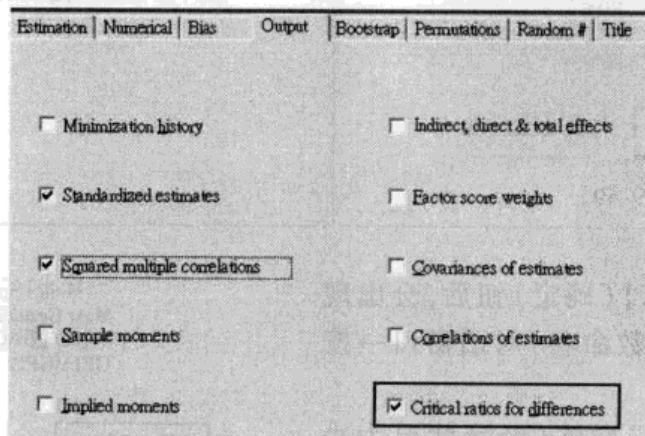 Estimation | Numerical | Bias Output | Bootstrap | Permutations | Random # | Title
Minimization history
Indirect, direct & total effects
Standardized estimates
Factor score weights
Squared multiple correlations
Covariances of estimates
Sample moments
Correlations of estimates
Implied moments
Critical ratios for differences